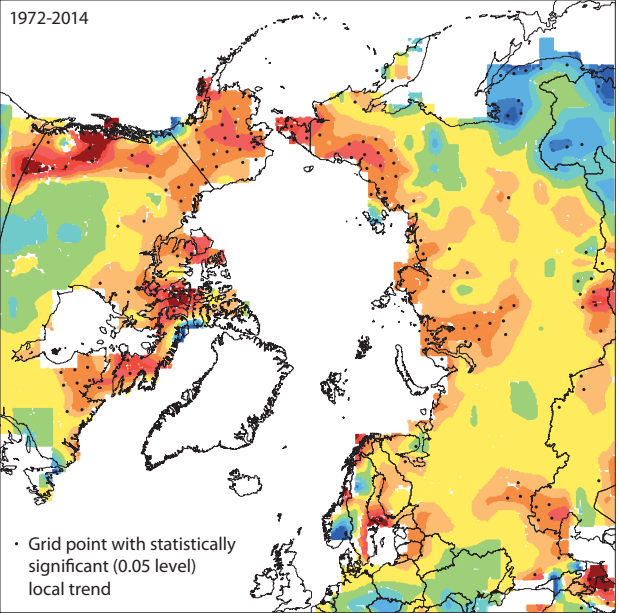 1972-2014
· Grid point with statistically
significant (0.05 level)
local trend